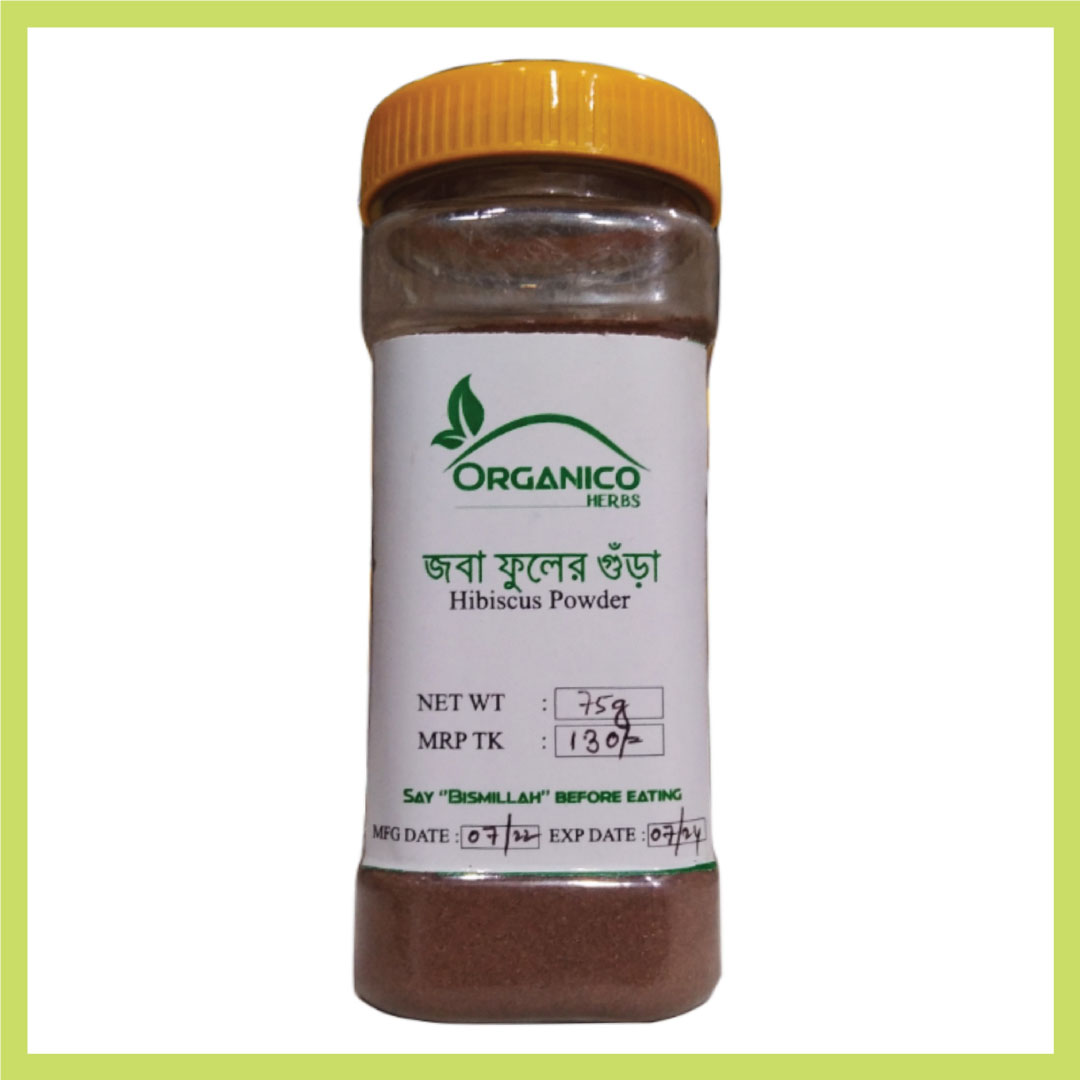 ORGANICO
HERBS
জবা ফুলের গুঁড়া
Hibiscus Powder
NET WT : 75g
MRP TK : 130/-
SAY "BISMILLAH" BEFORE EATING
MFG DATE : 07/22 EXP DATE : 07/24